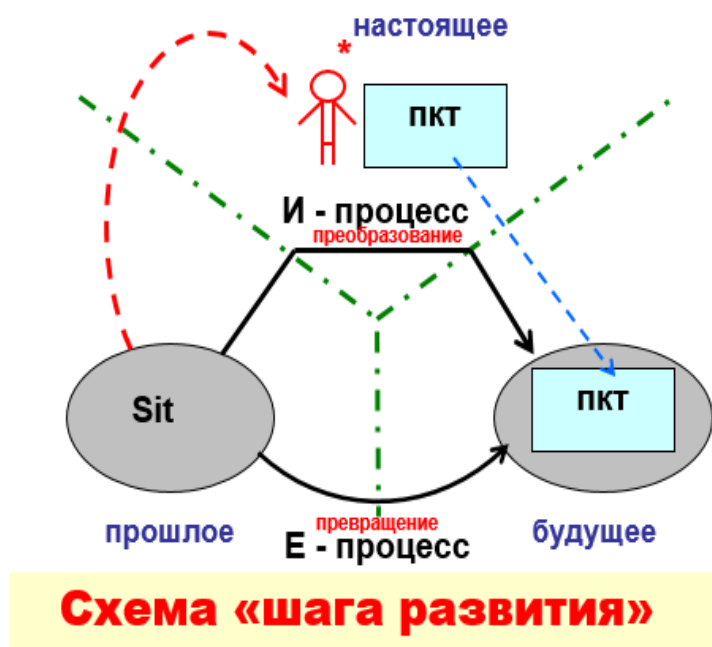 настоящее
*
пкт
И - процесс
преобразование
Sit
пкт
прошлое
превращение
Е - процесс
будущее
Схема «шага развития»